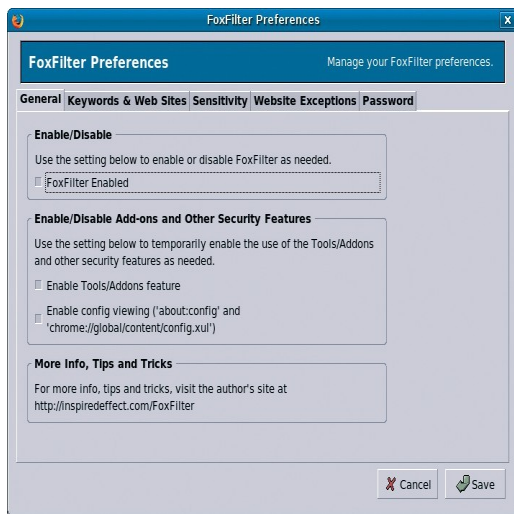 FoxFilter Preferences
X
FoxFilter Preferences
Manage your FoxFilter preferences.
General Keywords & Web Sites Sensitivity Website Exceptions Password
Enable/Disable
Use the setting below to enable or disable FoxFilter as needed.
FoxFilter Enabled
Enable/Disable Add-ons and Other Security Features
Use the setting below to temporarily enable the use of the Tools/Addons
and other security features as needed.
Enable Tools/Addons feature
Enable config viewing ('about:config' and
'chrome://global/content/config.xul')
More Info, Tips and Tricks
For more info, tips and tricks, visit the author's site at
http://inspiredeffect.com/FoxFilter
Cancel
Save